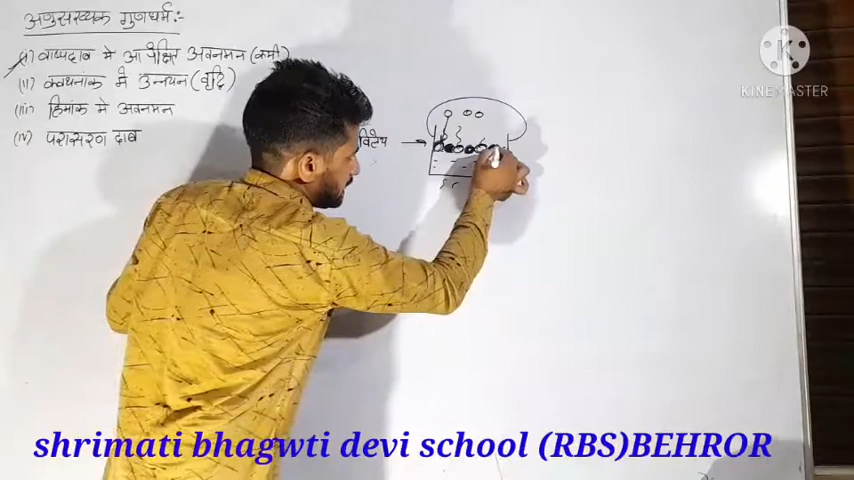 अणुसंख्यक गुणधर्म:-
(i) वाष्पदाब मे आपेक्षित अवनमन (कमी)
(ii) क्वथनांक में उन्नयन (वृद्धि)
(iii) हिमांक मे अवनमन
(iv) परासरण दाब
विलेय
KINEMASTER
shrimati bhagwti devi school (RBS)BEHROR